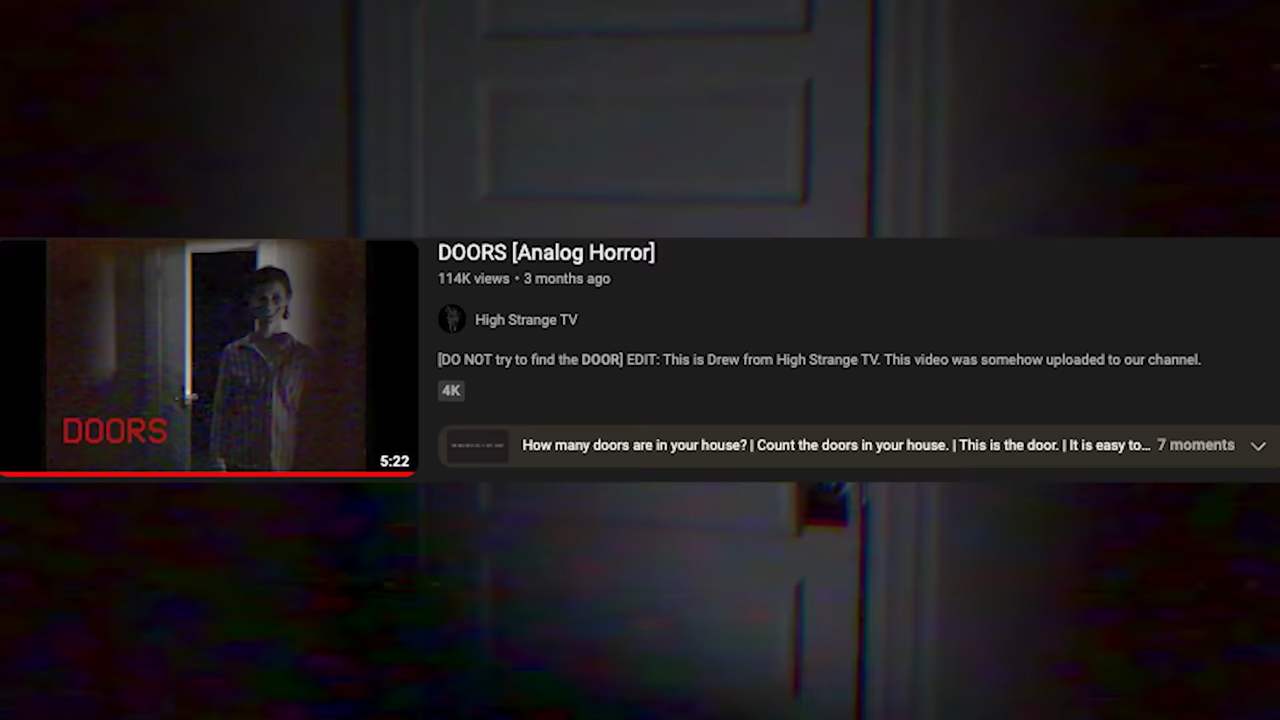 DOORS [Analog Horror]
114K views • 3 months ago
High Strange TV
[DO NOT try to find the DOOR] EDIT: This is Drew from High Strange TV. This video was somehow uploaded to our channel.
4K
DOORS
5:22
How many doors are in your house? | Count the doors in your house. | This is the door. | It is easy to... 7 moments